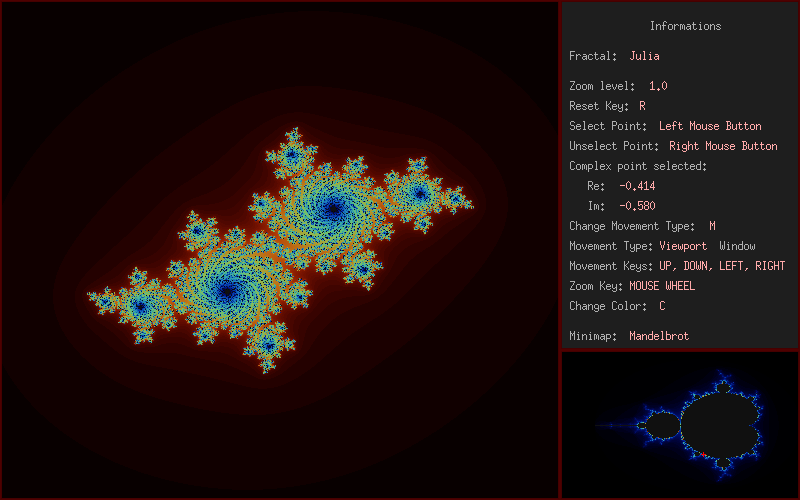 Informations
Fractal: Julia
Zoom level: 1.0
Reset Key: R
Select Point: Left Mouse Button
Unselect Point: Right Mouse Button
Complex point selected:
Re: -0.414
Im: -0.580
Change Movement Type: M
Movement Type: Viewport Window
Movement Keys: UP, DOWN, LEFT, RIGHT
Zoom Key: MOUSE WHEEL
Change Color: C
Minimap: Mandelbrot